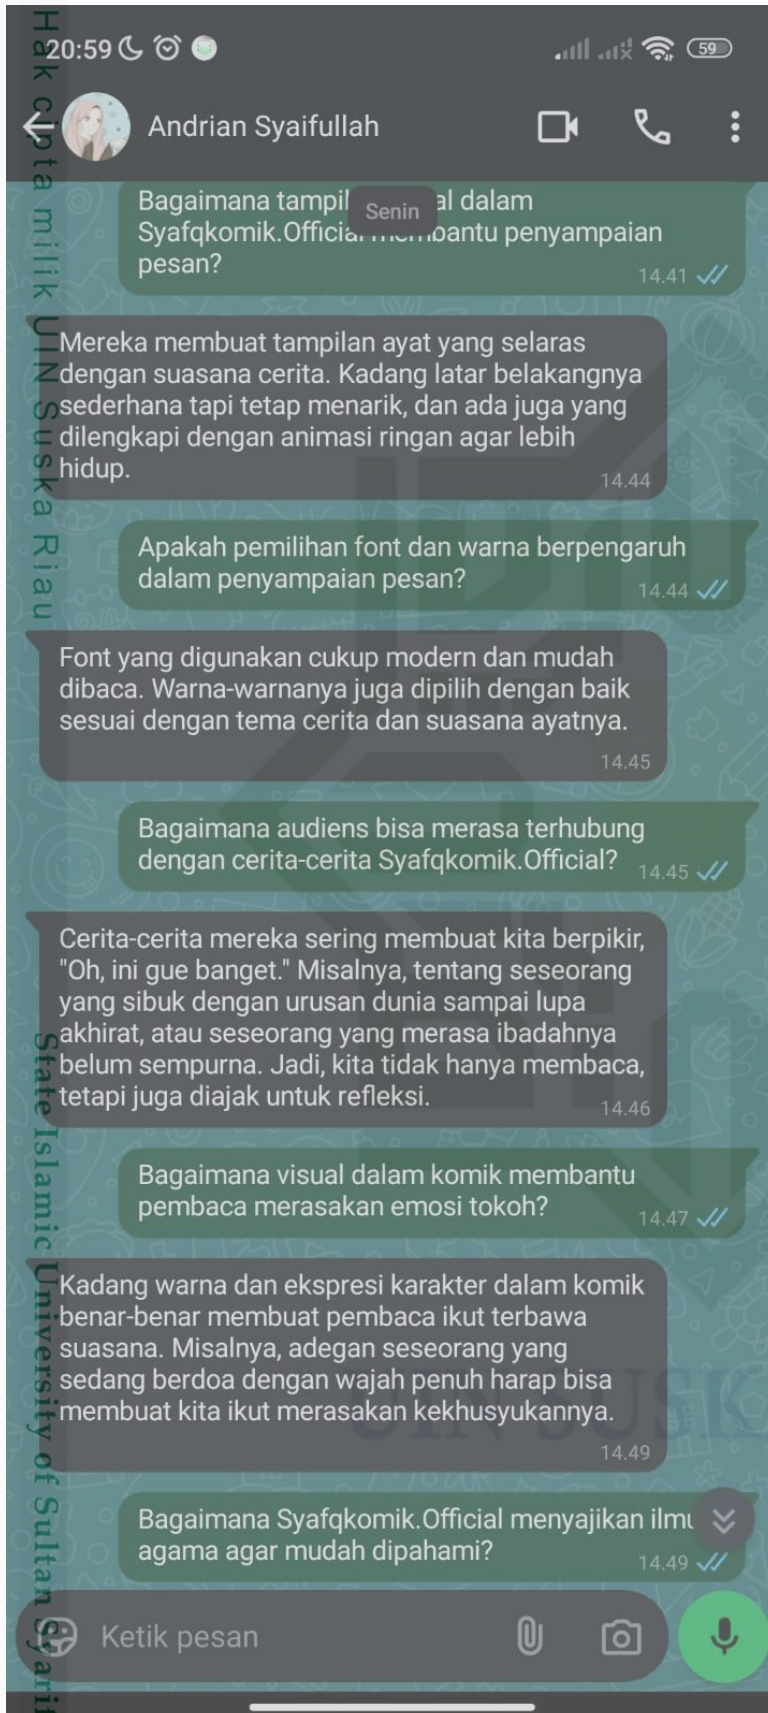 20:59
59
Andrian Syaifullah
Senin
Bagaimana tampil al dalam
Syafqkomik.Official membantu penyampaian
pesan?
14.41
Mereka membuat tampilan ayat yang selaras
dengan suasana cerita. Kadang latar belakangnya
sederhana tapi tetap menarik, dan ada juga yang
dilengkapi dengan animasi ringan agar lebih
hidup.
14.44
Apakah pemilihan font dan warna berpengaruh
dalam penyampaian pesan?
14.44
Font yang digunakan cukup modern dan mudah
dibaca. Warna-warnanya juga dipilih dengan baik
sesuai dengan tema cerita dan suasana ayatnya.
14.45
Bagaimana audiens bisa merasa terhubung
dengan cerita-cerita Syafqkomik.Official?
14.45
Cerita-cerita mereka sering membuat kita berpikir,
"Oh, ini gue banget." Misalnya, tentang seseorang
yang sibuk dengan urusan dunia sampai lupa
akhirat, atau seseorang yang merasa ibadahnya
belum sempurna. Jadi, kita tidak hanya membaca,
tetapi juga diajak untuk refleksi.
14.46
Bagaimana visual dalam komik membantu
pembaca merasakan emosi tokoh?
14.47
Kadang warna dan ekspresi karakter dalam komik
benar-benar membuat pembaca ikut terbawa
suasana. Misalnya, adegan seseorang yang
sedang berdoa dengan wajah penuh harap bisa
membuat kita ikut merasakan kekhusyukannya.
14.49
Bagaimana Syafqkomik.Official menyajikan ilmu
agama agar mudah dipahami?
14.49
Ketik pesan
Hak cipta milik UIN Suska Riau
State Islamic University of Sultan Syarif
UIN SUSK